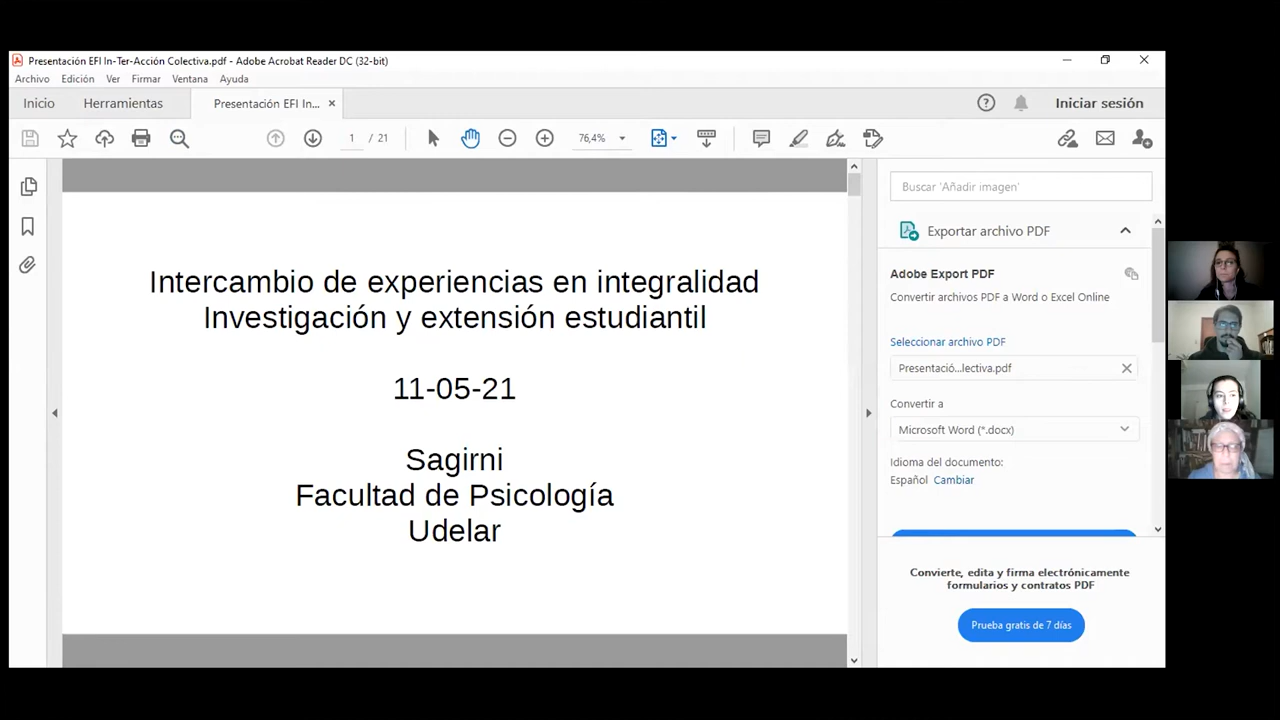 Presentación EFI In-Ter-Acción Colectiva.pdf - Adobe Acrobat Reader DC (32-bit)
Archivo Edición Ver Firmar Ventana Ayuda
Inicio Herramientas Presentación EFI In... Iniciar sesión
1 / 21 76,4%
Buscar 'Añadir imagen'
Exportar archivo PDF
Adobe Export PDF
Convertir archivos PDF a Word o Excel Online
Seleccionar archivo PDF
Presentació...lectiva.pdf
Convertir a
Microsoft Word (*.docx)
Idioma del documento:
Español Cambiar
Convierte, edita y firma electrónicamente
formularios y contratos PDF
Prueba gratis de 7 días
Intercambio de experiencias en integralidad
Investigación y extensión estudiantil
11-05-21
Sagirni
Facultad de Psicología
Udelar